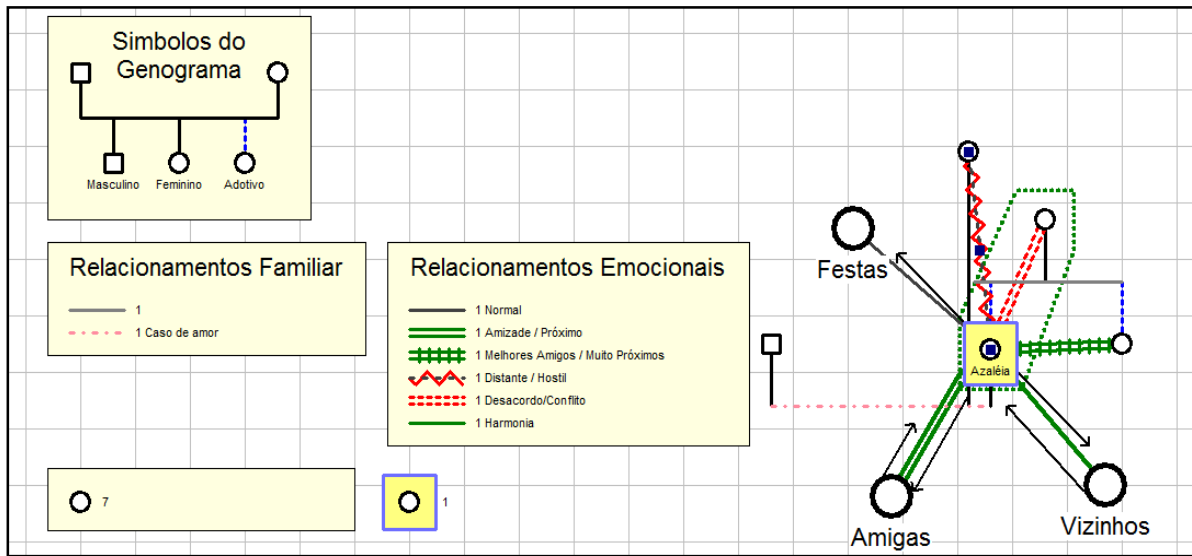 Simbolos do
Genograma
Masculino
Feminino
Adotivo
Relacionamentos Familiar
1
1 Caso de amor
Relacionamentos Emocionais
1 Normal
1 Amizade / Próximo
1 Melhores Amigos / Muito Próximos
1 Distante / Hostil
1 Desacordo/Conflito
1 Harmonia
7
1
Festas
Azaléia
Amigas
Vizinhos